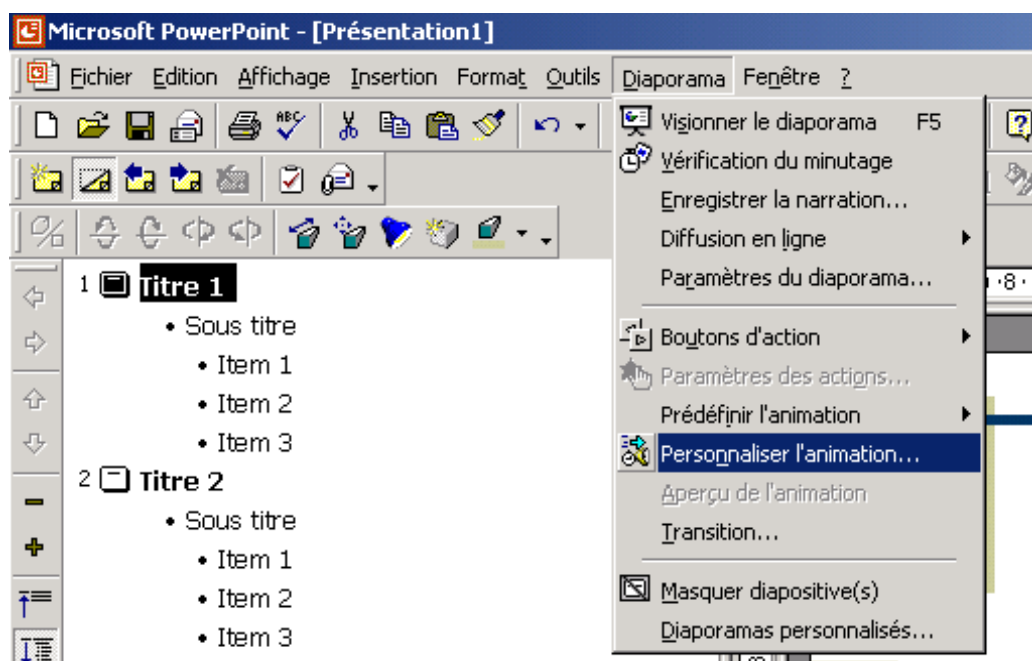 Microsoft PowerPoint - [Présentation1]
Fichier Edition Affichage Insertion Format Outils Diaporama Fenêtre ?
ABC
Visionner le diaporama F5
Vérification du minutage
Enregistrer la narration...
Diffusion en ligne
Paramètres du diaporama...
Boutons d'action
Paramètres des actions...
Prédéfinir l'animation
Personnaliser l'animation...
Aperçu de l'animation
Transition...
Masquer diapositive(s)
Diaporamas personnalisés...
1 Titre 1
• Sous titre
• Item 1
• Item 2
• Item 3
2 Titre 2
• Sous titre
• Item 1
• Item 2
• Item 3
·8·